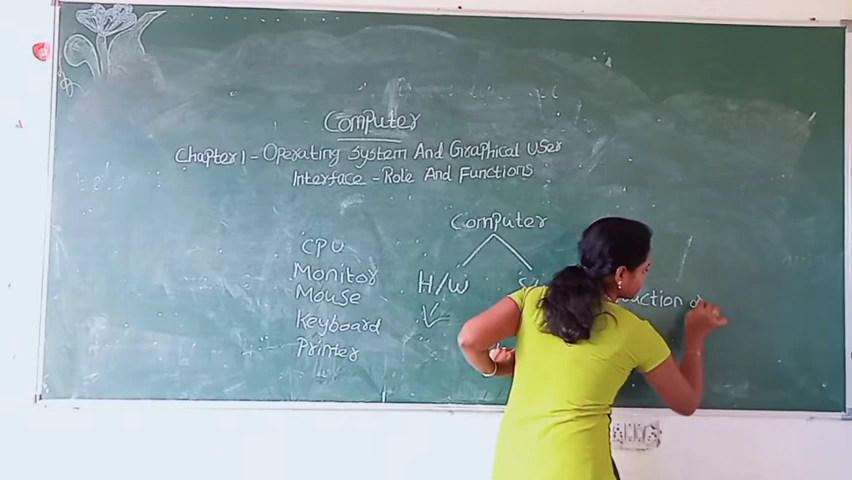 Computer
Chapter 1 - Operating System And Graphical User
Interface - Role And Functions
Computer
CPU
Monitor
Mouse
Keyboard
Printer
H/W